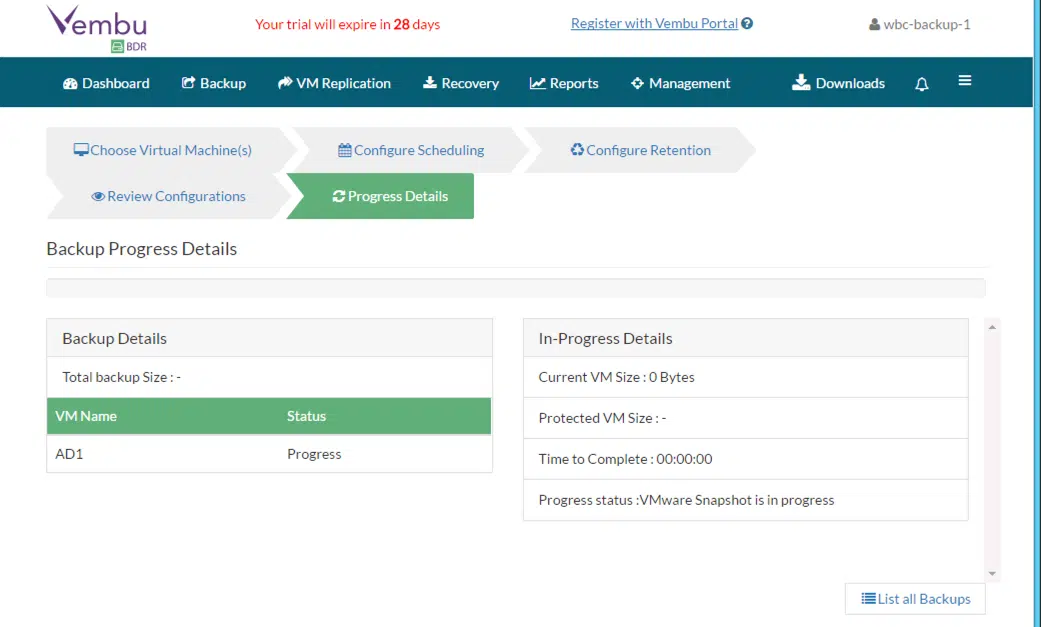 Vembu
BDR
Your trial will expire in 28 days
Register with Vembu Portal
wbc-backup-1
Dashboard Backup VM Replication Recovery Reports Management Downloads
Choose Virtual Machine(s) Configure Scheduling Configure Retention
Review Configurations Progress Details
Backup Progress Details
Backup Details
Total backup Size : -
VM Name Status
AD1 Progress
In-Progress Details
Current VM Size : 0 Bytes
Protected VM Size : -
Time to Complete : 00:00:00
Progress status :VMware Snapshot is in progress
List all Backups